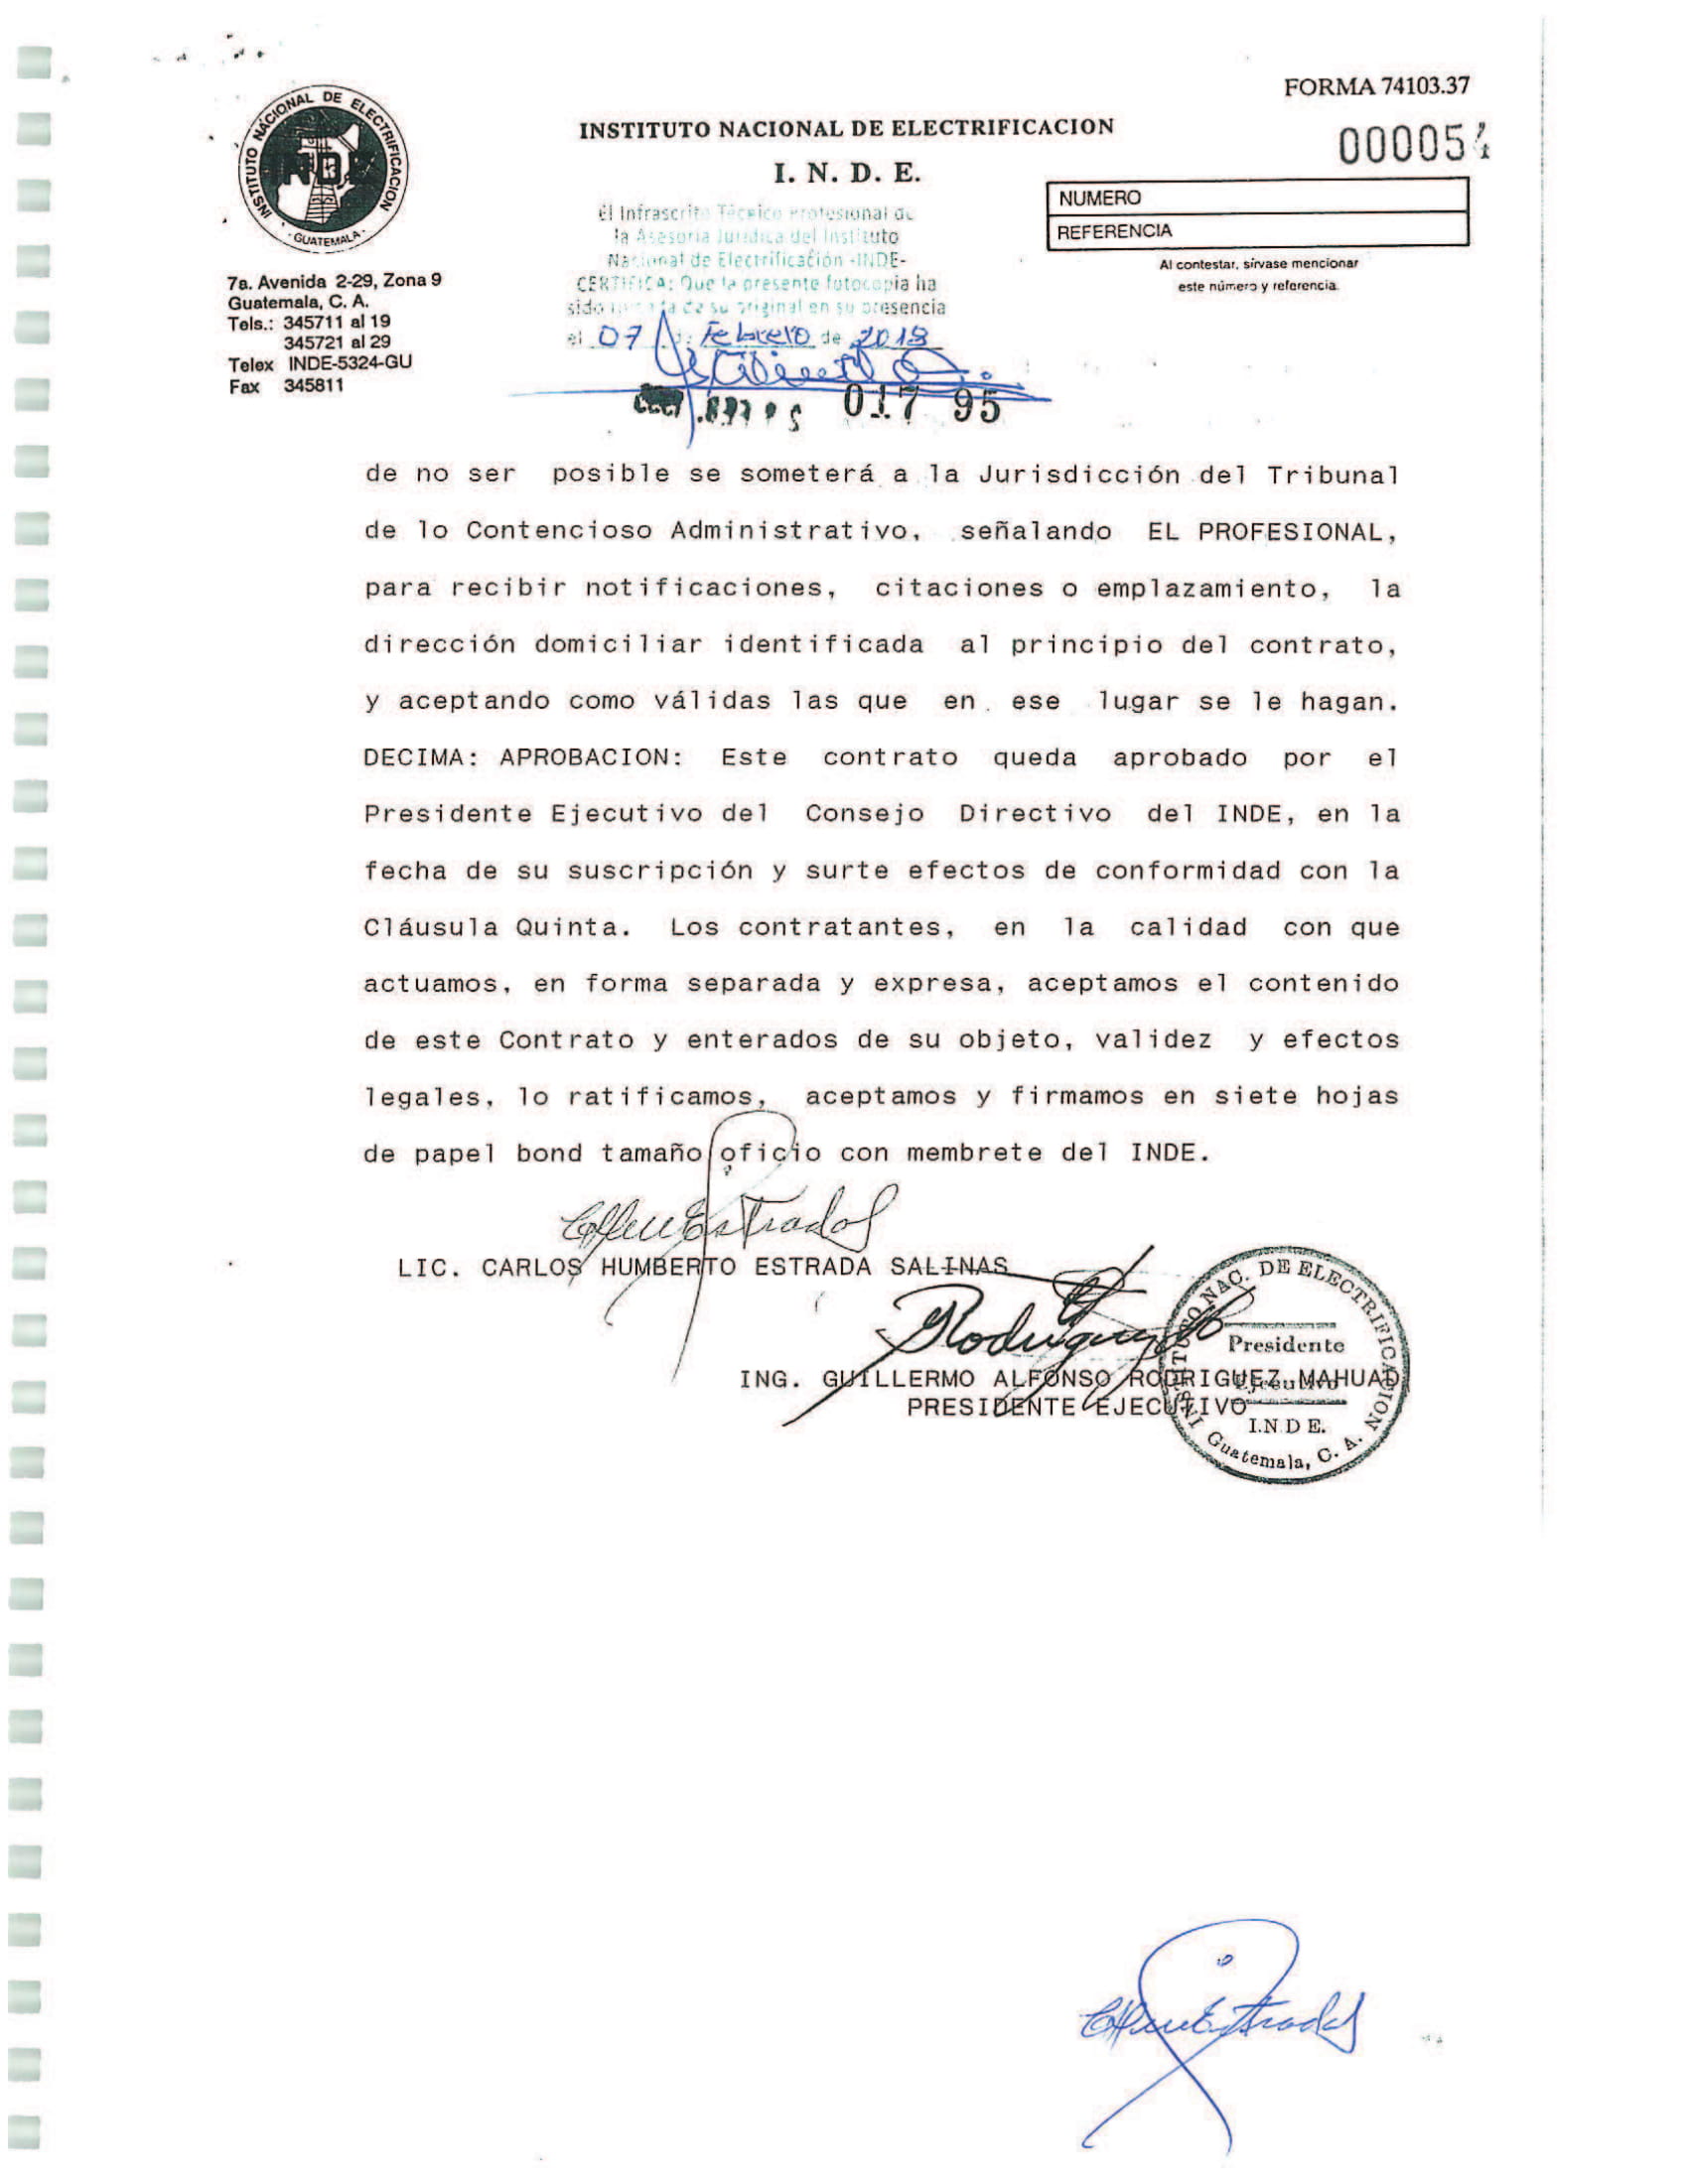 FORMA 74103.37
INSTITUTO NACIONAL DE ELECTRIFICACION
INDE
GUATEMALA
INSTITUTO NACIONAL DE ELECTRIFICACION
I. N. D. E.
000054
NUMERO
REFERENCIA
Al contestar, sírvase mencionar
este número y referencia.
7a. Avenida 2-29, Zona 9
Guatemala, C. A.
Tels.: 345711 al 19
345721 al 29
Telex INDE-5324-GU
Fax 345811
El Infrascrito Técnico Profesional de
la Asesoría Jurídica del Instituto
Nacional de Electrificación -INDE-
CERTIFICA: Que la presente fotocopia ha
sido de su original en su presencia
el 07 de Febrero de 2018
017 95
de no ser posible se someterá a la Jurisdicción del Tribunal
de lo Contencioso Administrativo, señalando EL PROFESIONAL,
para recibir notificaciones, citaciones o emplazamiento, la
dirección domiciliar identificada al principio del contrato,
y aceptando como válidas las que en ese lugar se le hagan.
DECIMA: APROBACION: Este contrato queda aprobado por el
Presidente Ejecutivo del Consejo Directivo del INDE, en la
fecha de su suscripción y surte efectos de conformidad con la
Cláusula Quinta. Los contratantes, en la calidad con que
actuamos, en forma separada y expresa, aceptamos el contenido
de este Contrato y enterados de su objeto, validez y efectos
legales, lo ratificamos, aceptamos y firmamos en siete hojas
de papel bond tamaño oficio con membrete del INDE.
LIC. CARLOS HUMBERTO ESTRADA SALINAS
ING. GUILLERMO ALFONSO RODRIGUEZ MAHUAD
PRESIDENTE EJECUTIVO
INSTITUTO NAC. DE ELECTRIFICACION
Presidente
Ejecutivo
I.N.D E.
Guatemala, C. A.